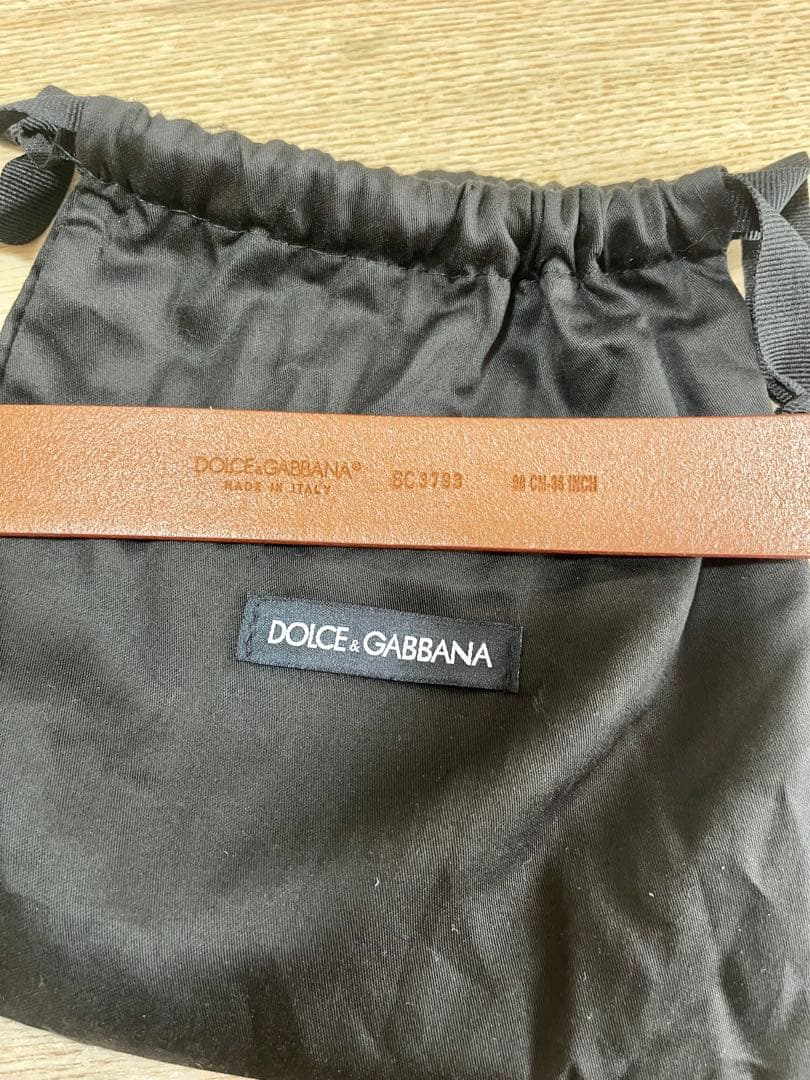 DOLCE&GABBANA® BC3793 90 CM-36 INCH
MADE IN ITALY
DOLCE & GABBANA